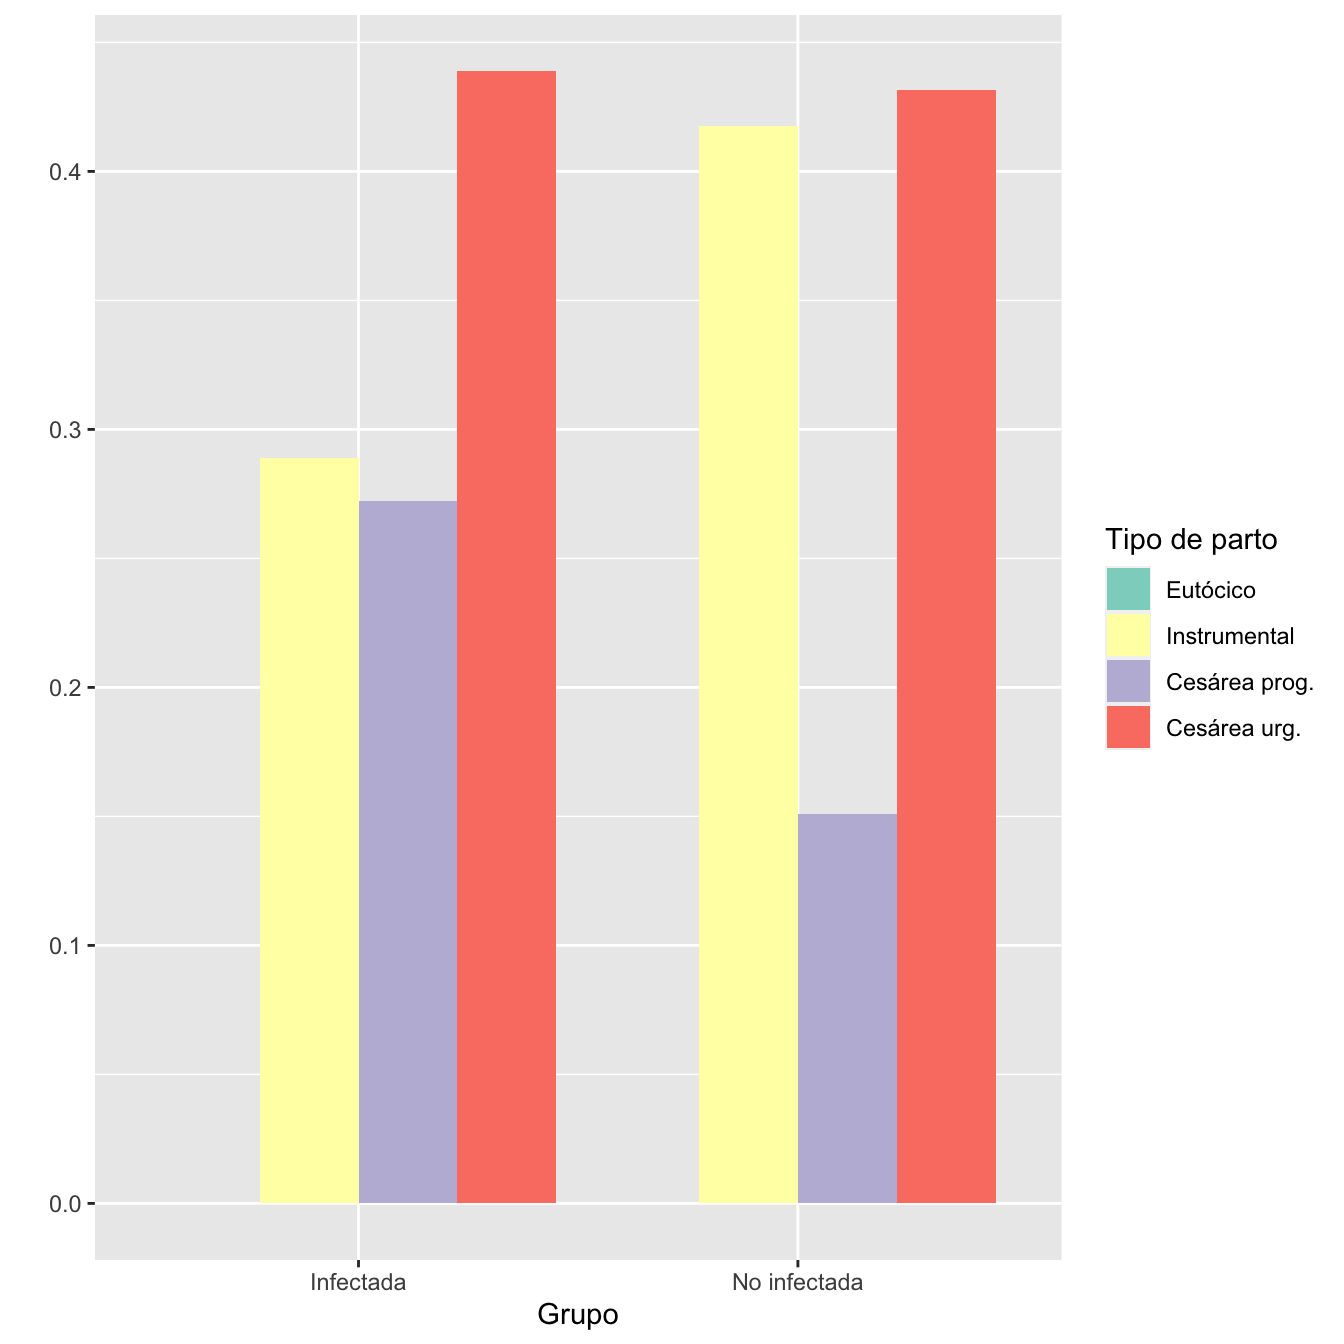 0.4
0.3
0.2
0.1
0.0
Infectada
No infectada
Grupo
Tipo de parto
Eutócico
Instrumental
Cesárea prog.
Cesárea urg.